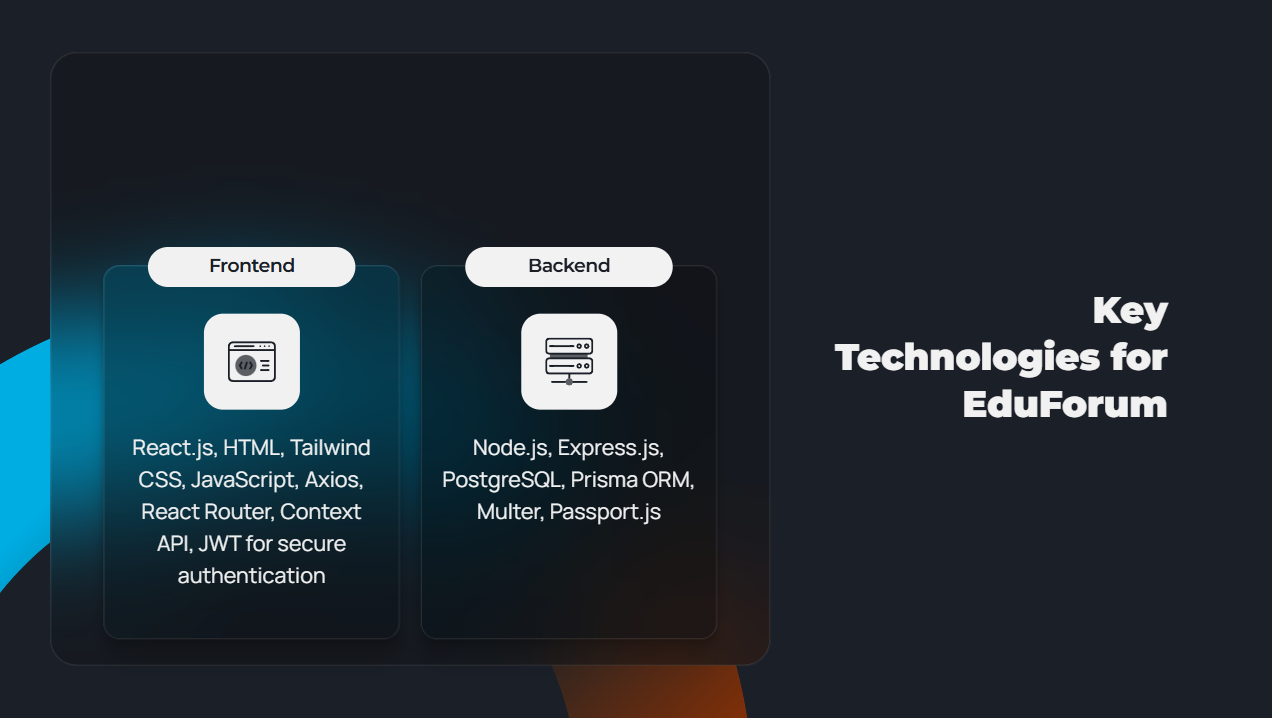 Frontend
React.js, HTML, Tailwind
CSS, JavaScript, Axios,
React Router, Context
API, JWT for secure
authentication
Backend
Node.js, Express.js,
PostgreSQL, Prisma ORM,
Multer, Passport.js
Key
Technologies for
EduForum